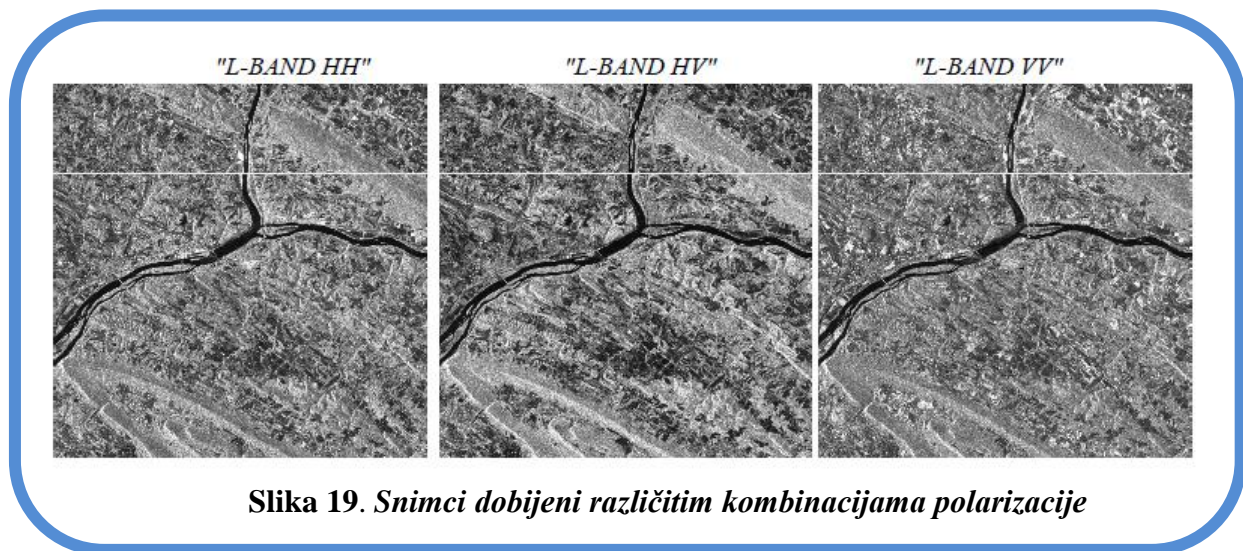 "L-BAND HH" "L-BAND HV" "L-BAND VV"
Slika 19. Snimci dobijeni različitim kombinacijama polarizacije